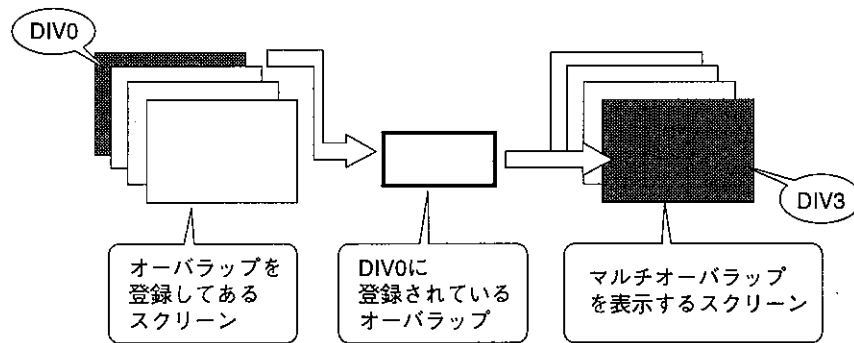 DIV0
DIV3
オーバラップを
登録してある
スクリーン
DIV0に
登録されている
オーバラップ
マルチオーバラップ
を表示するスクリーン